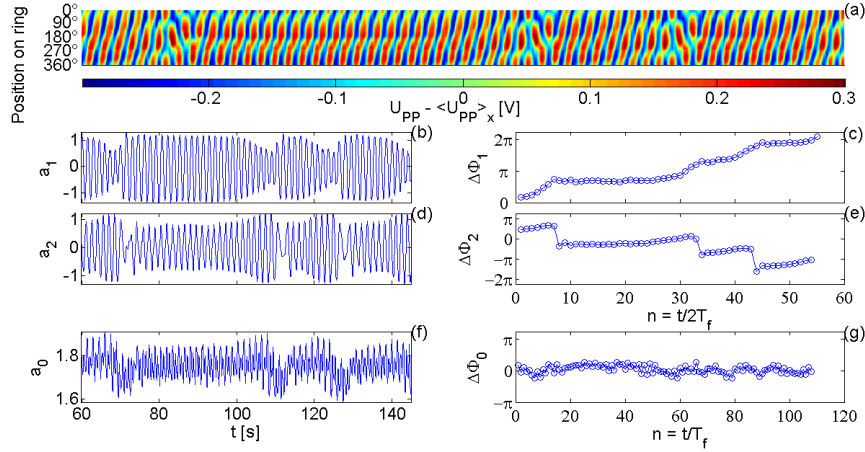 (a)
Position on ring
0°
90°
180°
270°
360°
-0.2 -0.1 0 0.1 0.2 0.3
U_PP - <U_PP>_x [V]
(b)
a_1
1
0
-1
(c)
ΔΦ_1
2π
π
0
(d)
a_2
1
0
-1
(e)
ΔΦ_2
π
0
−π
−2π
0 10 20 30 40 50 60
n = t/2T_f
(f)
a_0
1.8
1.6
60 80 100 120 140
t [s]
(g)
ΔΦ_0
π
0
−π
0 20 40 60 80 100 120
n = t/T_f